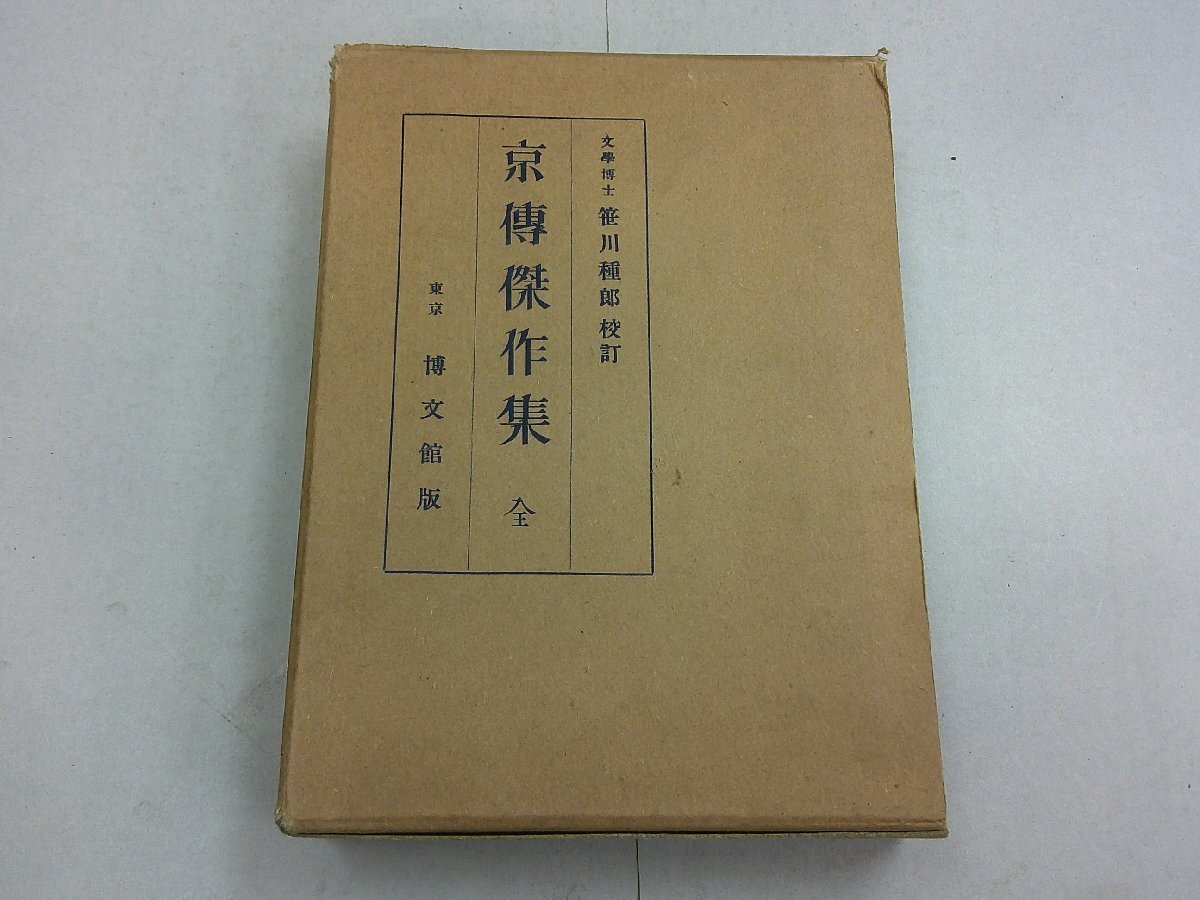 文學博士 笹川種郎校訂
京傳傑作集 全
東京 博文館版